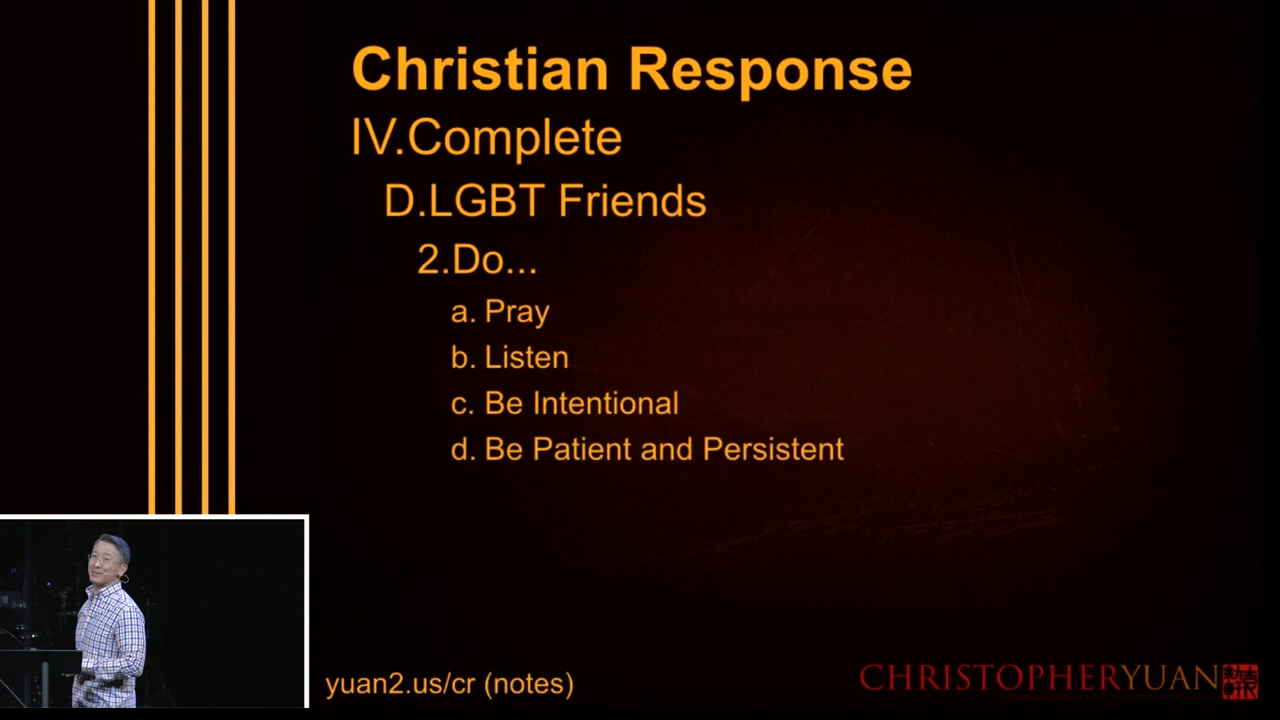 Christian Response
IV.Complete
D.LGBT Friends
2.Do...
a. Pray
b. Listen
c. Be Intentional
d. Be Patient and Persistent
yuan2.us/cr (notes)
CHRISTOPHERYUAN